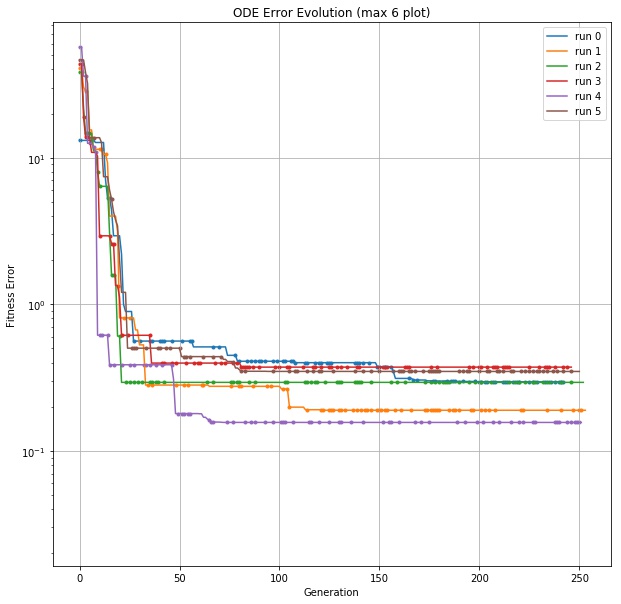 ODE Error Evolution (max 6 plot)
run 0
run 1
run 2
run 3
run 4
run 5
Fitness Error
10¹
10⁰
10⁻¹
0
50
100
150
200
250
Generation